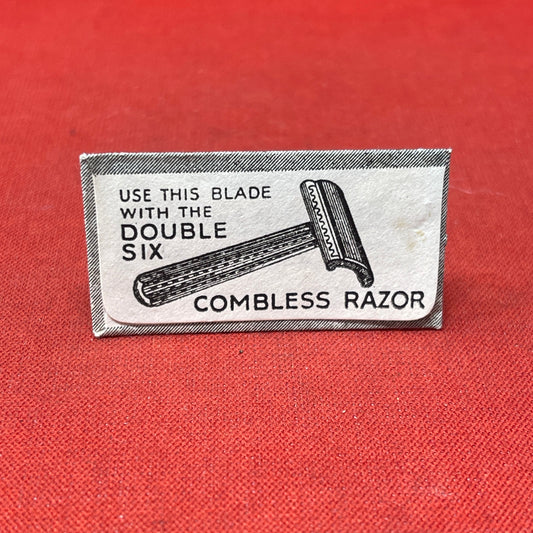 USE THIS BLADE
WITH THE
DOUBLE
SIX
COMBLESS RAZOR